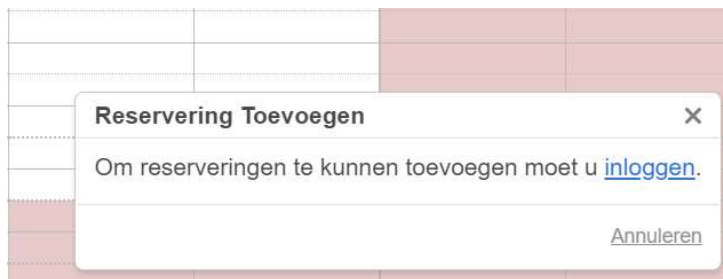 Reservering Toevoegen
Om reserveringen te kunnen toevoegen moet u inloggen.
Annuleren